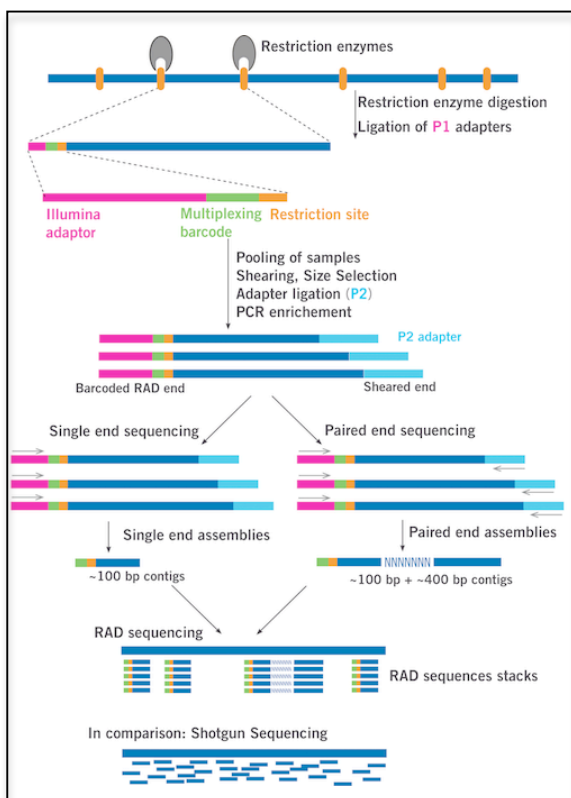 Restriction enzymes
Restriction enzyme digestion
Ligation of P1 adapters
Illumina
adaptor
Multiplexing
barcode
Restriction site
Pooling of samples
Shearing, Size Selection
Adapter ligation (P2)
PCR enrichement
P2 adapter
Barcoded RAD end
Sheared end
Single end sequencing
Paired end sequencing
Single end assemblies
Paired end assemblies
NNNNNNN
~100 bp contigs
~100 bp + ~400 bp contigs
RAD sequencing
RAD sequences stacks
In comparison: Shotgun Sequencing